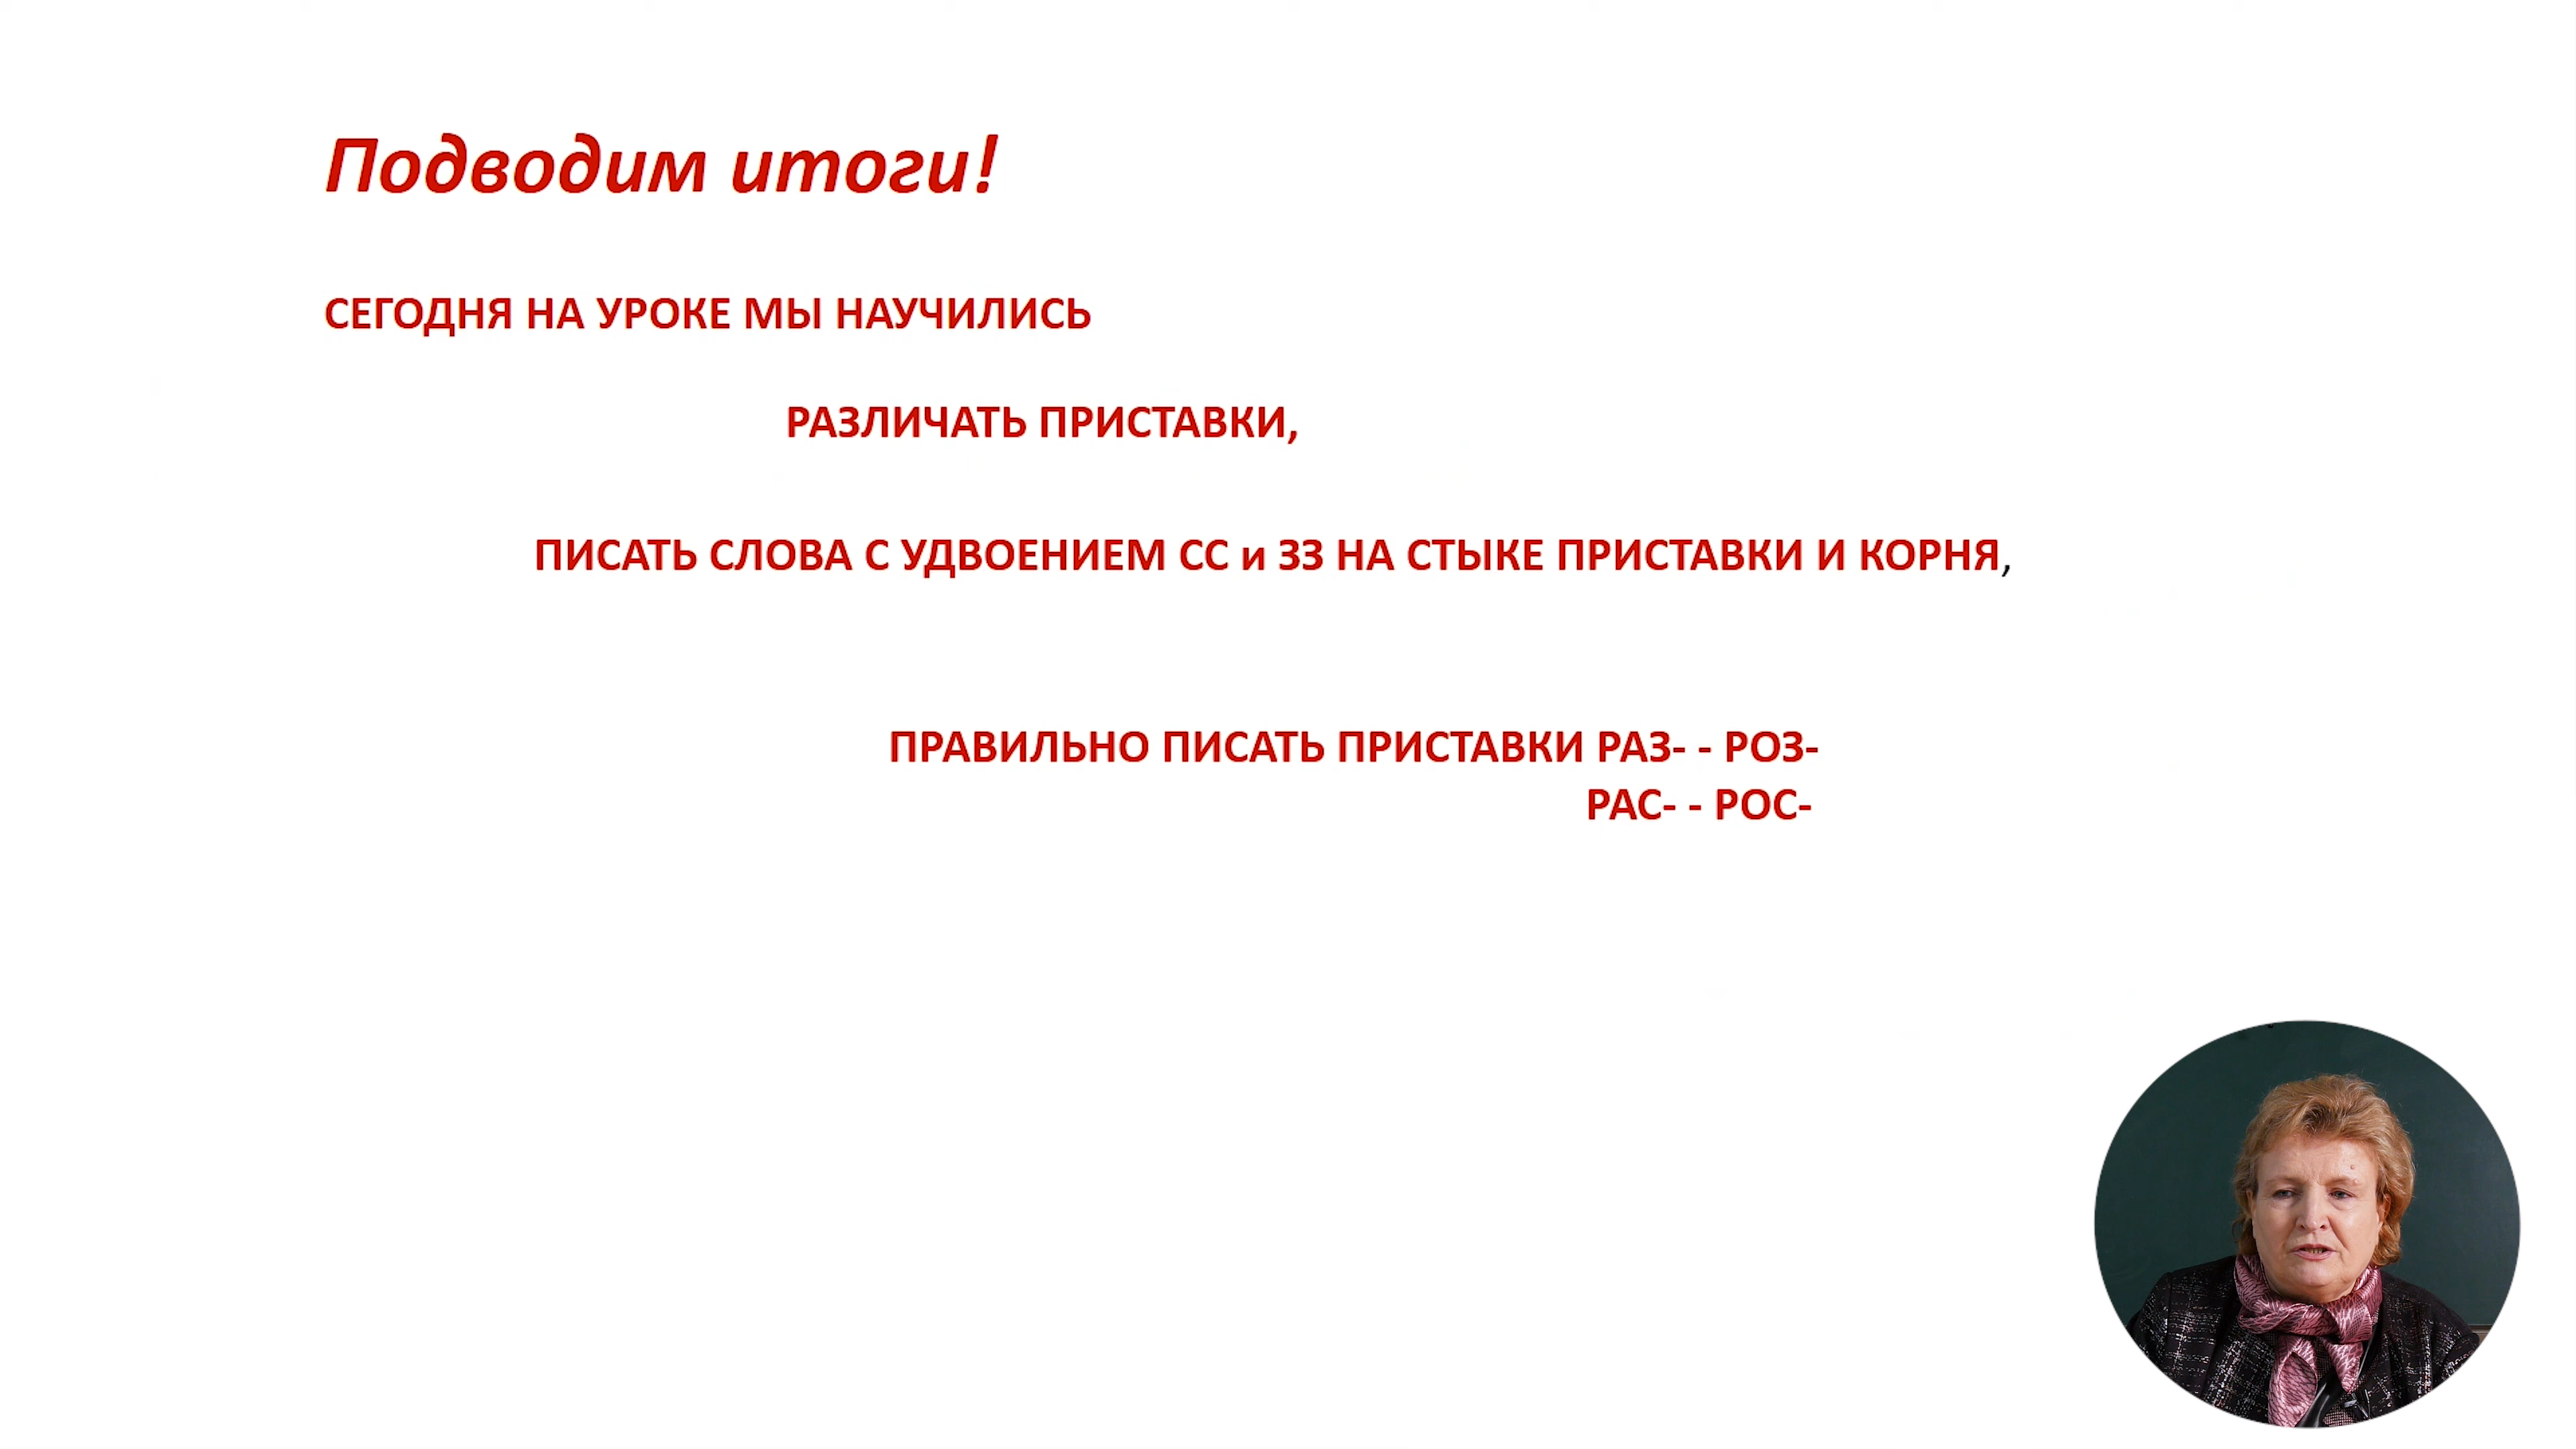 Подводим итоги!
СЕГОДНЯ НА УРОКЕ МЫ НАУЧИЛИСЬ
РАЗЛИЧАТЬ ПРИСТАВКИ,
ПИСАТЬ СЛОВА С УДВОЕНИЕМ СС и ЗЗ НА СТЫКЕ ПРИСТАВКИ И КОРНЯ,
ПРАВИЛЬНО ПИСАТЬ ПРИСТАВКИ РАЗ- - РОЗ-
РАС- - РОС-